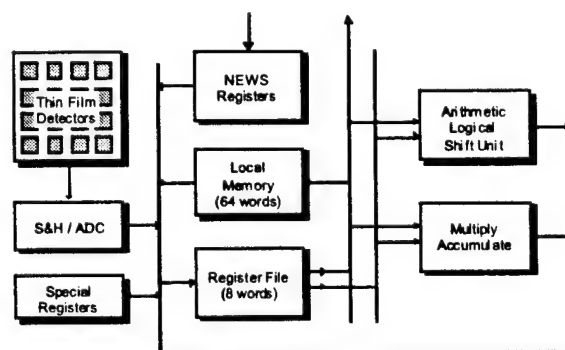 Thin Film
Detectors
S&H / ADC
Special
Registers
NEWS
Registers
Local
Memory
(64 words)
Register File
(8 words)
Arithmetic
Logical
Shift Unit
Multiply
Accumulate